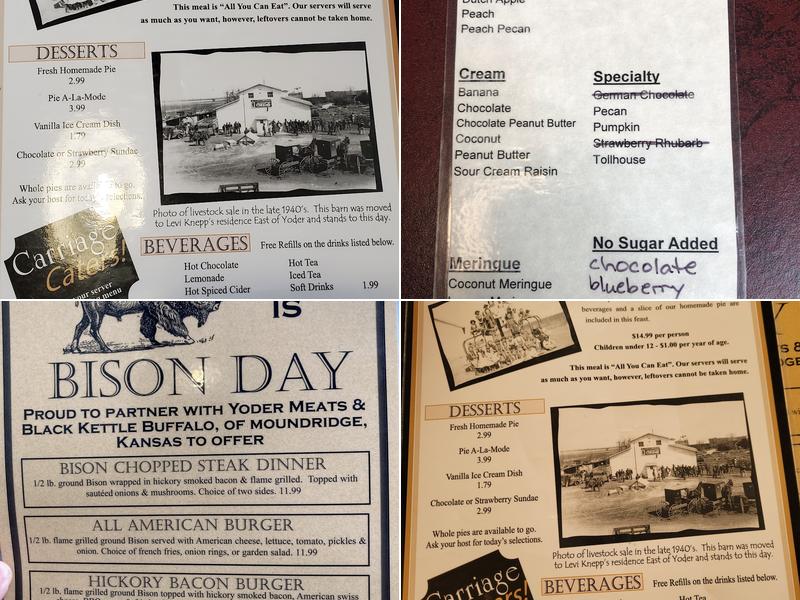 This meal is “All You Can Eat”. Our servers will serve
as much as you want, however, leftovers cannot be taken home.
DESSERTS
Fresh Homemade Pie
2.99
Pie A-La-Mode
3.99
Vanilla Ice Cream Dish
1.79
Chocolate or Strawberry Sundae
2.99
Whole pies are available to go.
Ask your host for today's selections.
Photo of livestock sale in the late 1940's. This barn was moved
to Levi Knepp's residence East of Yoder and stands to this day.
Carriage
Caters!
your server
menu
BEVERAGES
Free Refills on the drinks listed below.
Hot Chocolate
Lemonade
Hot Spiced Cider
Hot Tea
Iced Tea
Soft Drinks 1.99
Dutch Apple
Peach
Peach Pecan
Cream
Banana
Chocolate
Chocolate Peanut Butter
Coconut
Peanut Butter
Sour Cream Raisin
Specialty
German Chocolate
Pecan
Pumpkin
Strawberry Rhubarb
Tollhouse
Meringue
Coconut Meringue
No Sugar Added
chocolate
blueberry
IS
BISON DAY
PROUD TO PARTNER WITH YODER MEATS &
BLACK KETTLE BUFFALO, OF MOUNDRIDGE,
KANSAS TO OFFER
BISON CHOPPED STEAK DINNER
1/2 lb. ground Bison wrapped in hickory smoked bacon & flame grilled. Topped with
sautéed onions & mushrooms. Choice of two sides. 11.99
ALL AMERICAN BURGER
1/2 lb. flame grilled ground Bison served with American cheese, lettuce, tomato, pickles &
onion. Choice of french fries, onion rings, or garden salad. 11.99
HICKORY BACON BURGER
1/2 lb. flame grilled ground Bison topped with hickory smoked bacon, American swiss
beverages and a slice of our homemade pie are
included in this feast.
$14.99 per person
Children under 12 - $1.00 per year of age.
This meal is “All You Can Eat”. Our servers will serve
as much as you want, however, leftovers cannot be taken home.
DESSERTS
Fresh Homemade Pie
2.99
Pie A-La-Mode
3.99
Vanilla Ice Cream Dish
1.79
Chocolate or Strawberry Sundae
2.99
Whole pies are available to go.
Ask your host for today's selections.
Photo of livestock sale in the late 1940's. This barn was moved
to Levi Knepp's residence East of Yoder and stands to this day.
Carriage
BEVERAGES
Free Refills on the drinks listed below.
Hot Tea